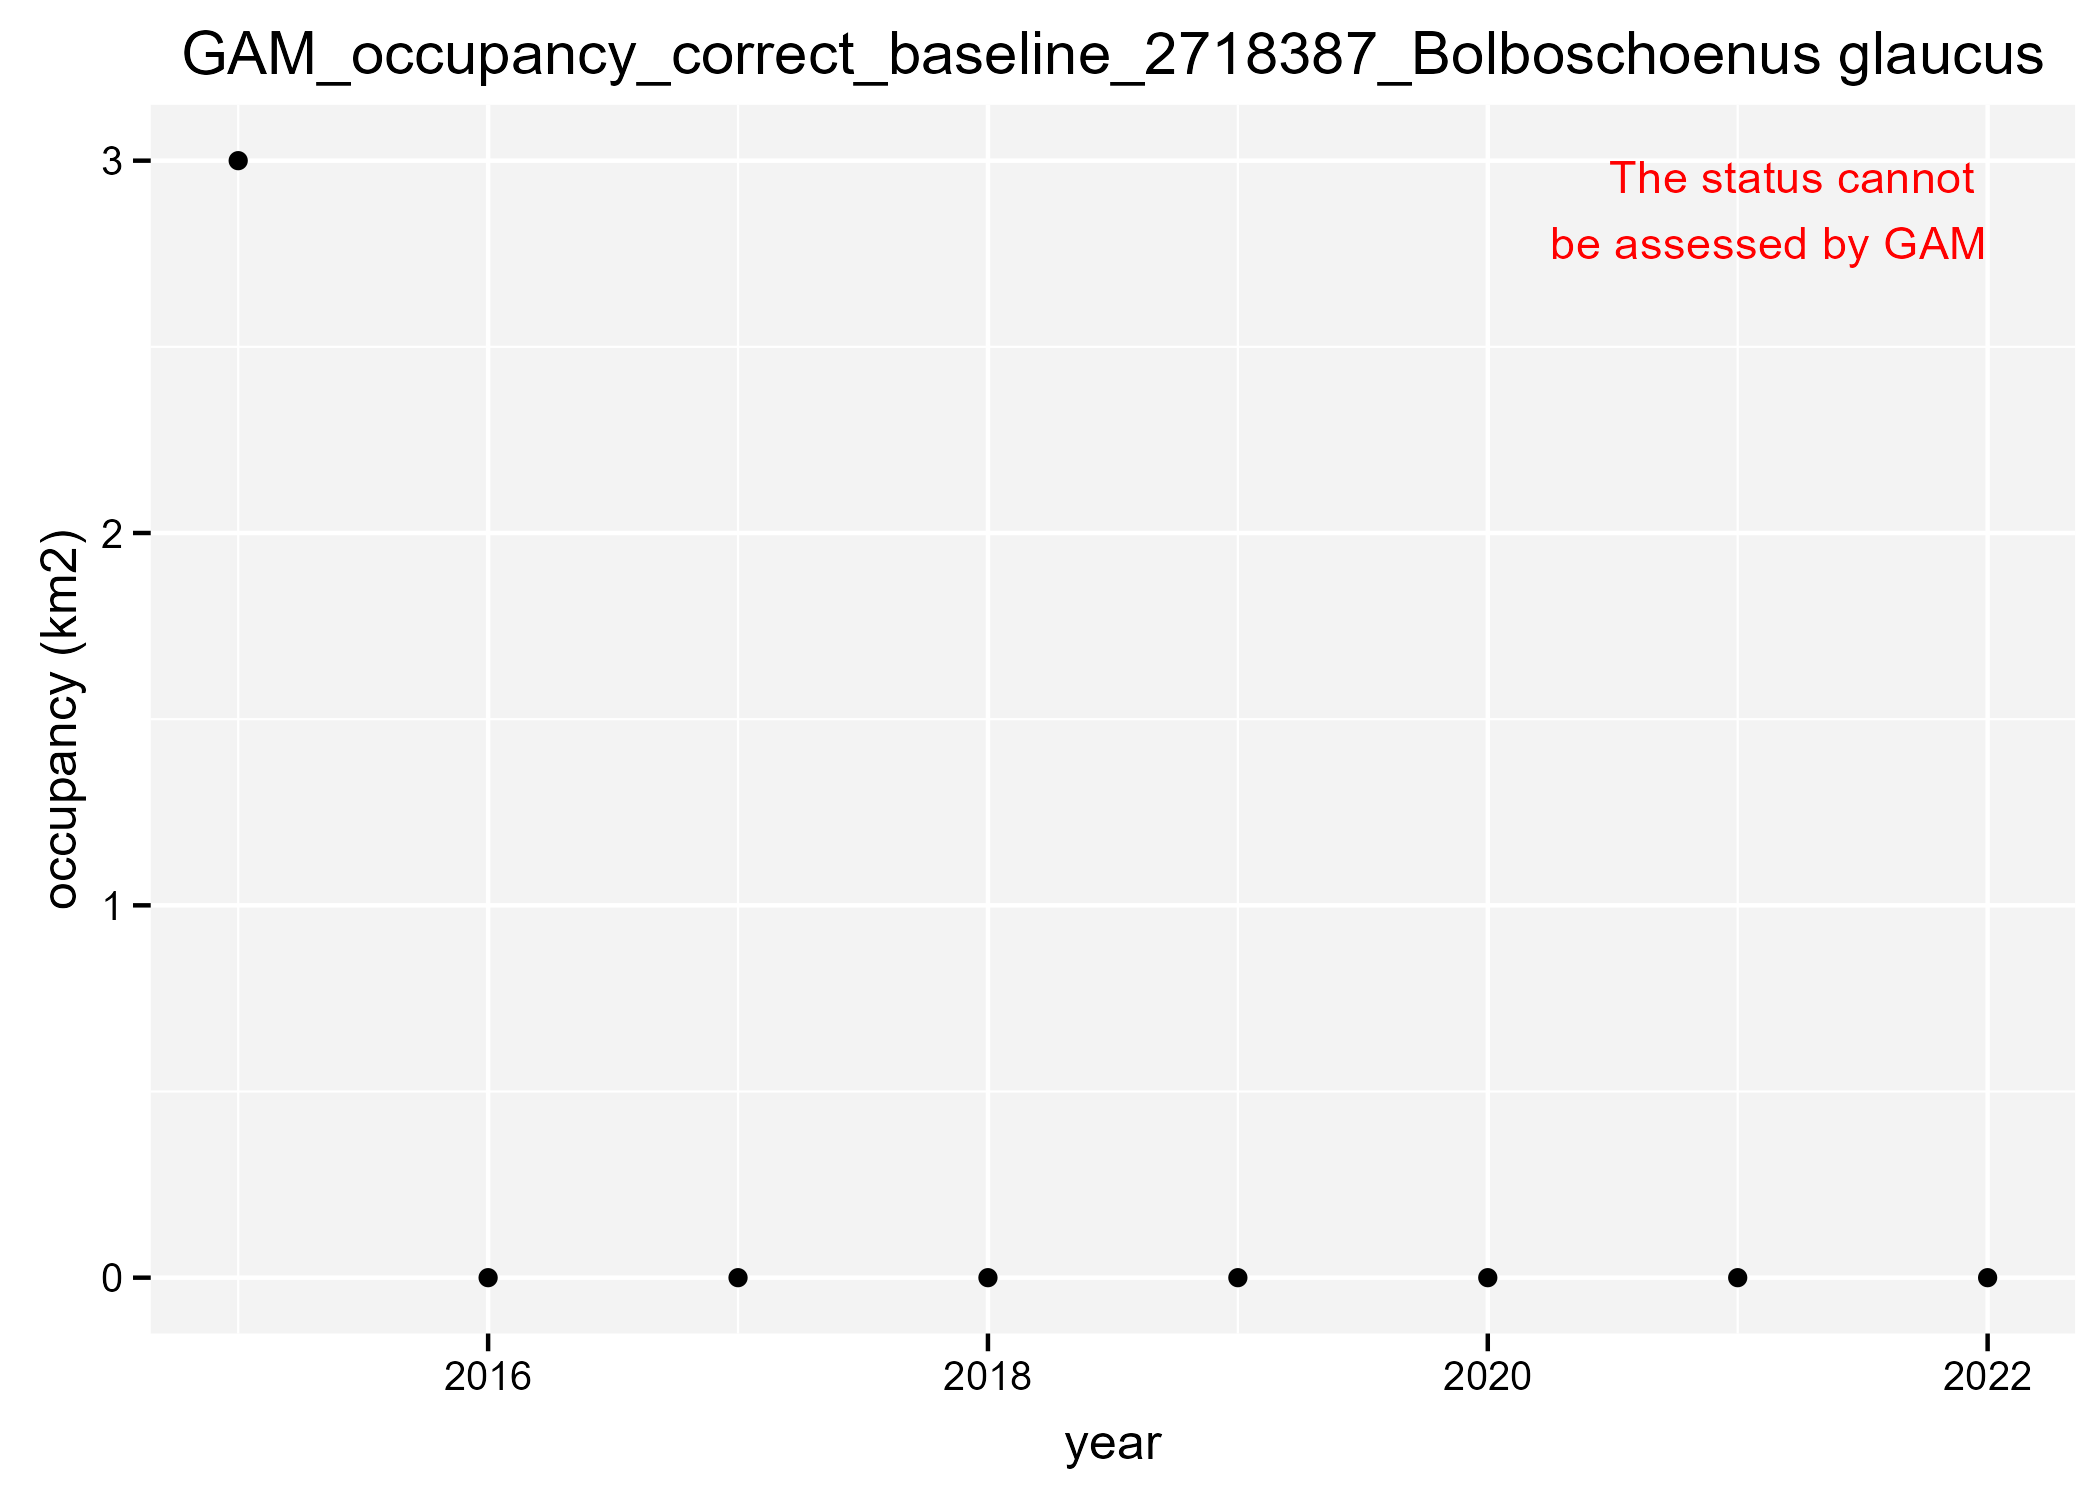 GAM_occupancy_correct_baseline_2718387_Bolboschoenus glaucus
The status cannot
be assessed by GAM
occupancy (km2)
3
2
1
0
2016 2018 2020 2022
year